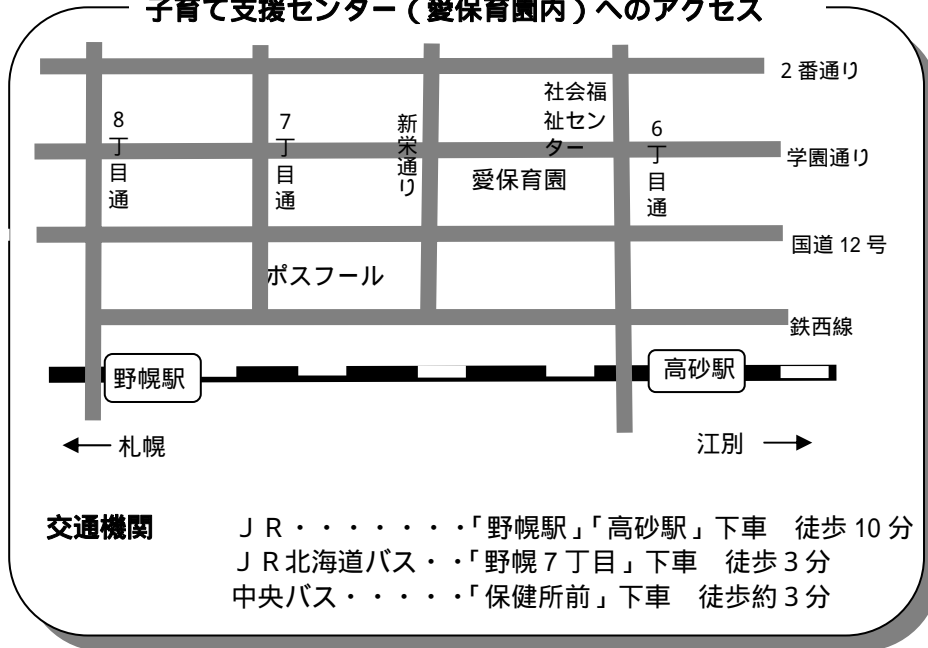 子育て支援センター（愛保育園内）へのアクセス
2番通り
社会福
祉セン
ター
8丁目通
7丁目通
新栄通り
6丁目通
学園通り
愛保育園
国道12号
ポスフール
鉄西線
野幌駅
高砂駅
札幌
江別
交通機関 ＪＲ・・・・・・・「野幌駅」「高砂駅」下車 徒歩10分
ＪＲ北海道バス・・「野幌7丁目」下車 徒歩3分
中央バス・・・・・「保健所前」下車 徒歩約3分